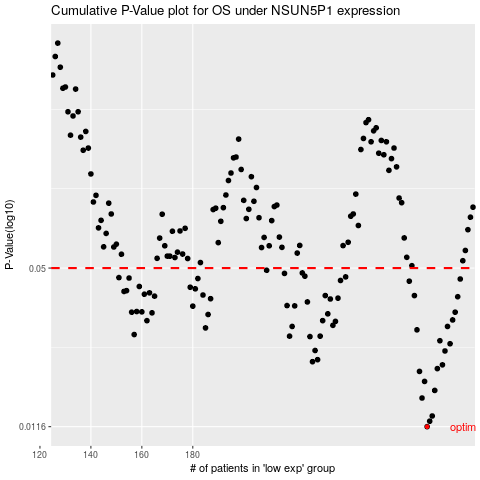 Cumulative P-Value plot for OS under NSUN5P1 expression
P-Value(log10)
0.05
0.0116
optim
120 140 160 180
# of patients in 'low exp' group